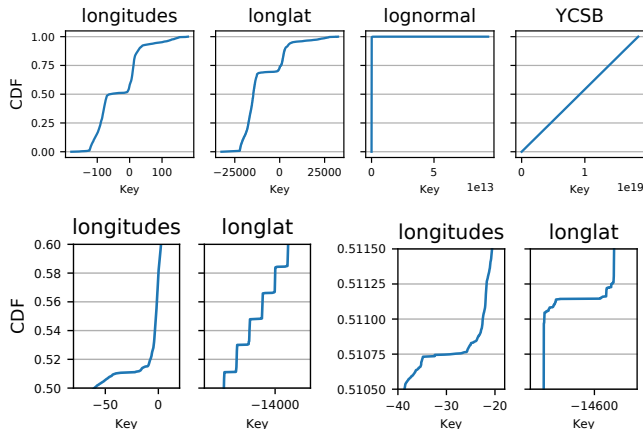 longitudes longlat lognormal YCSB
CDF
1.00
0.75
0.50
0.25
0.00
−100 0 100 −25000 0 25000 0 5 0 1
1e13 1e19
Key Key Key Key
longitudes longlat longitudes longlat
CDF
0.60 0.51150
0.58 0.51125
0.56 0.51100
0.54
0.52 0.51075
0.50 0.51050
−50 0 −14000 −40 −30 −20 −14600
Key Key Key Key